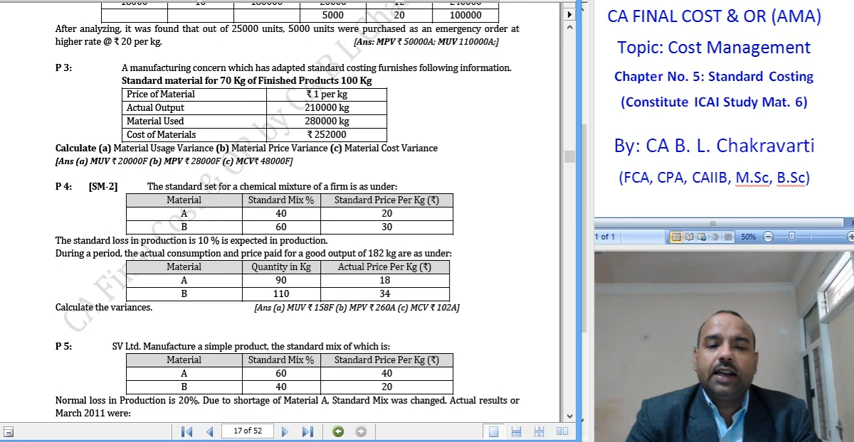 5000 20 100000
After analyzing, it was found that out of 25000 units, 5000 units were purchased as an emergency order at
higher rate @ ₹ 20 per kg. [Ans: MPV ₹ 50000A; MUV 110000A;]
P 3: A manufacturing concern which has adapted standard costing furnishes following information.
Standard material for 70 Kg of Finished Products 100 Kg
Price of Material ₹ 1 per kg
Actual Output 210000 kg
Material Used 280000 kg
Cost of Materials ₹ 252000
Calculate (a) Material Usage Variance (b) Material Price Variance (c) Material Cost Variance
[Ans (a) MUV ₹ 20000F (b) MPV ₹ 28000F (c) MCV₹ 48000F]
P 4: [SM-2] The standard set for a chemical mixture of a firm is as under:
Material Standard Mix % Standard Price Per Kg (₹)
A 40 20
B 60 30
The standard loss in production is 10 % is expected in production.
During a period, the actual consumption and price paid for a good output of 182 kg are as under:
Material Quantity in Kg Actual Price Per Kg (₹)
A 90 18
B 110 34
Calculate the variances. [Ans (a) MUV ₹ 158F (b) MPV ₹ 260A (c) MCV ₹ 102A]
P 5: SV Ltd. Manufacture a simple product, the standard mix of which is:
Material Standard Mix % Standard Price Per Kg (₹)
A 60 40
B 40 20
Normal loss in Production is 20%. Due to shortage of Material A, Standard Mix was changed. Actual results or
March 2011 were:
17 of 52
CA FINAL COST & OR (AMA)
Topic: Cost Management
Chapter No. 5: Standard Costing
(Constitute ICAI Study Mat. 6)
By: CA B. L. Chakravarti
(FCA, CPA, CAIIB, M.Sc, B.Sc)
1 of 1 50%